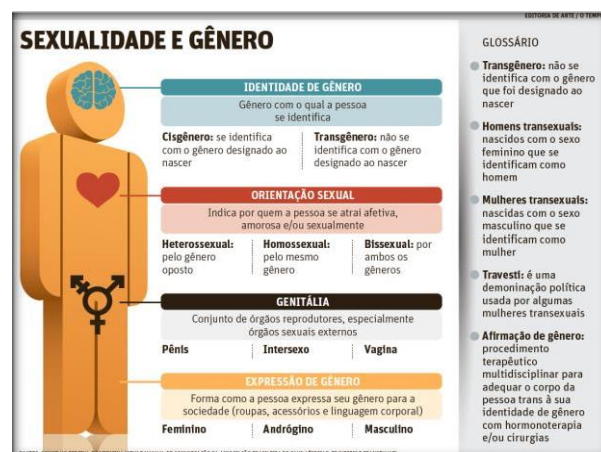 EDITORIA DE ARTE / O TEMPO
SEXUALIDADE E GÊNERO
IDENTIDADE DE GÊNERO
Gênero com o qual a pessoa
se identifica
Cisgênero: se identifica
com o gênero designado ao
nascer
Transgênero: não se
identifica com o gênero
designado ao nascer
ORIENTAÇÃO SEXUAL
Indica por quem a pessoa se atrai afetiva,
amorosa e/ou sexualmente
Heterossexual:
pelo gênero
oposto
Homossexual:
pelo mesmo
gênero
Bissexual: por
ambos os
gêneros
GENITÁLIA
Conjunto de órgãos reprodutores, especialmente
órgãos sexuais externos
Pênis
Intersexo
Vagina
EXPRESSÃO DE GÊNERO
Forma como a pessoa expressa seu gênero para a
sociedade (roupas, acessórios e linguagem corporal)
Feminino
Andrógino
Masculino
GLOSSÁRIO
Transgênero: não se
identifica com o gênero
que foi designado ao
nascer
Homens transexuais:
nascidos com o sexo
feminino que se
identificam como
homem
Mulheres transexuais:
nascidas com o sexo
masculino que se
identificam como
mulher
Travesti: é uma
demoninação política
usada por algumas
mulheres transexuais
Afirmação de gênero:
procedimento
terapêutico
multidisciplinar para
adequar o corpo da
pessoa trans à sua
identidade de gênero
com hormonoterapia
e/ou cirurgias